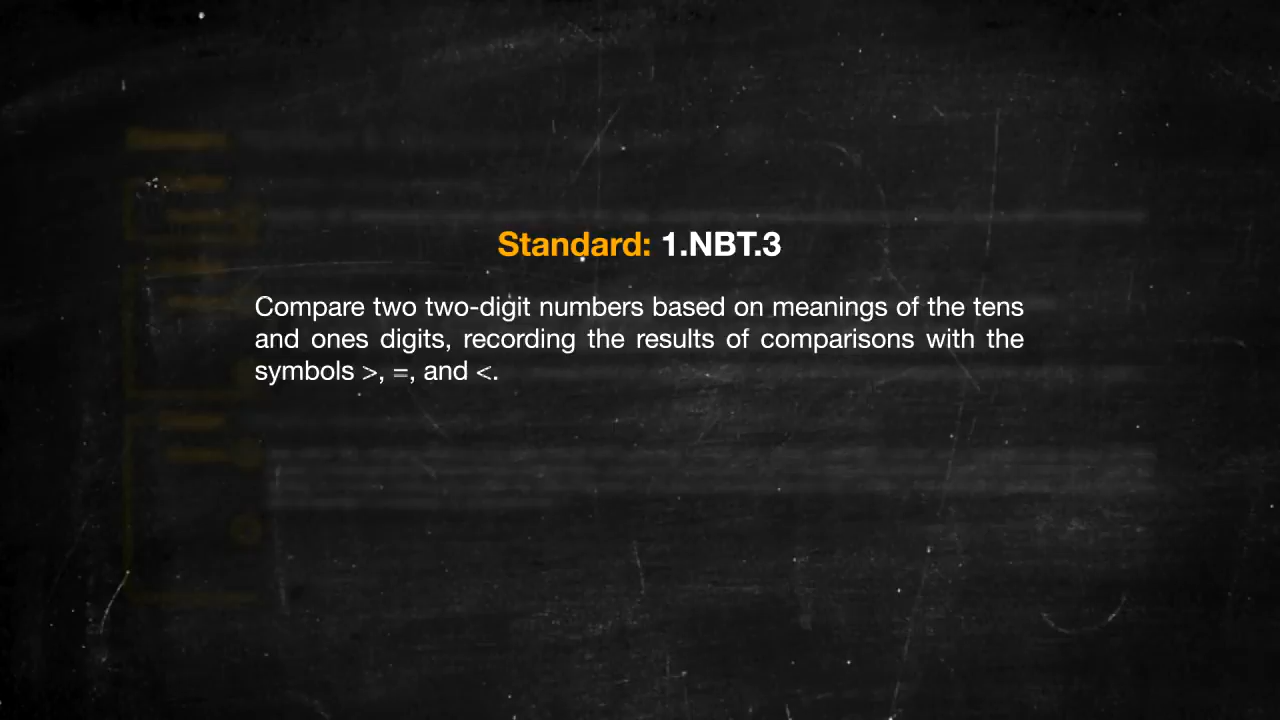 Standard: 1.NBT.3
Compare two two-digit numbers based on meanings of the tens
and ones digits, recording the results of comparisons with the
symbols >, =, and <.